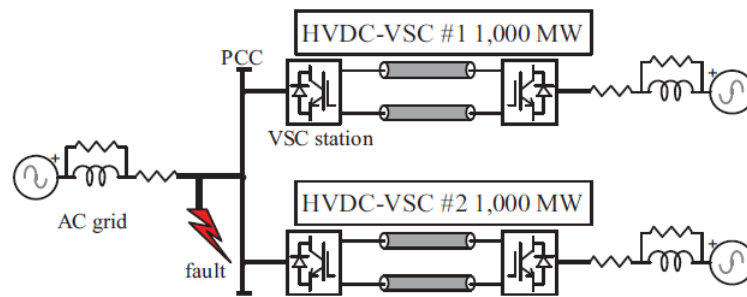 HVDC-VSC #1 1,000 MW
PCC
VSC station
+
+
AC grid
fault
HVDC-VSC #2 1,000 MW
+